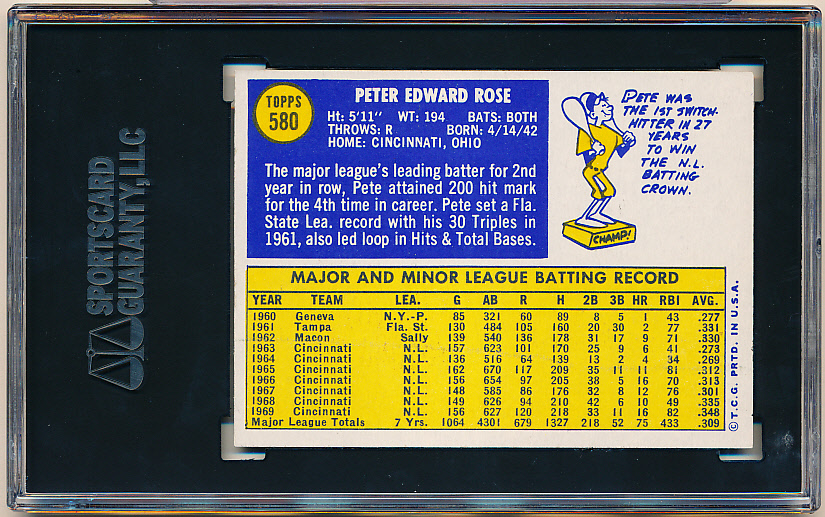 SPORTSCARD
GUARANTY, LLC
TOPPS
580
PETER EDWARD ROSE
Ht: 5'11" WT: 194 BATS: BOTH
THROWS: R BORN: 4/14/42
HOME: CINCINNATI, OHIO
The major league's leading batter for 2nd
year in row, Pete attained 200 hit mark
for the 4th time in career. Pete set a Fla.
State Lea. record with his 30 Triples in
1961, also led loop in Hits & Total Bases.
PETE WAS
THE 1ST SWITCH-
HITTER IN 27
YEARS
TO WIN
THE N.L.
BATTING
CROWN.
CHAMP!
MAJOR AND MINOR LEAGUE BATTING RECORD
YEAR TEAM LEA. G AB R H 2B 3B HR RBI AVG.
1960 Geneva N.Y.-P. 85 321 60 89 8 5 1 43 .277
1961 Tampa Fla. St. 130 484 105 160 20 30 2 77 .331
1962 Macon Sally 139 540 136 178 31 17 9 71 .330
1963 Cincinnati N.L. 157 623 101 170 25 9 6 41 .273
1964 Cincinnati N.L. 136 516 64 139 13 2 4 34 .269
1965 Cincinnati N.L. 162 670 117 209 35 11 11 81 .312
1966 Cincinnati N.L. 156 654 97 205 38 5 16 70 .313
1967 Cincinnati N.L. 148 585 86 176 32 8 12 76 .301
1968 Cincinnati N.L. 149 626 94 210 42 6 10 49 .335
1969 Cincinnati N.L. 156 627 120 218 33 11 16 82 .348
Major League Totals 7 Yrs. 1064 4301 679 1327 218 52 75 433 .309
© T.C.G. PRTD. IN U.S.A.